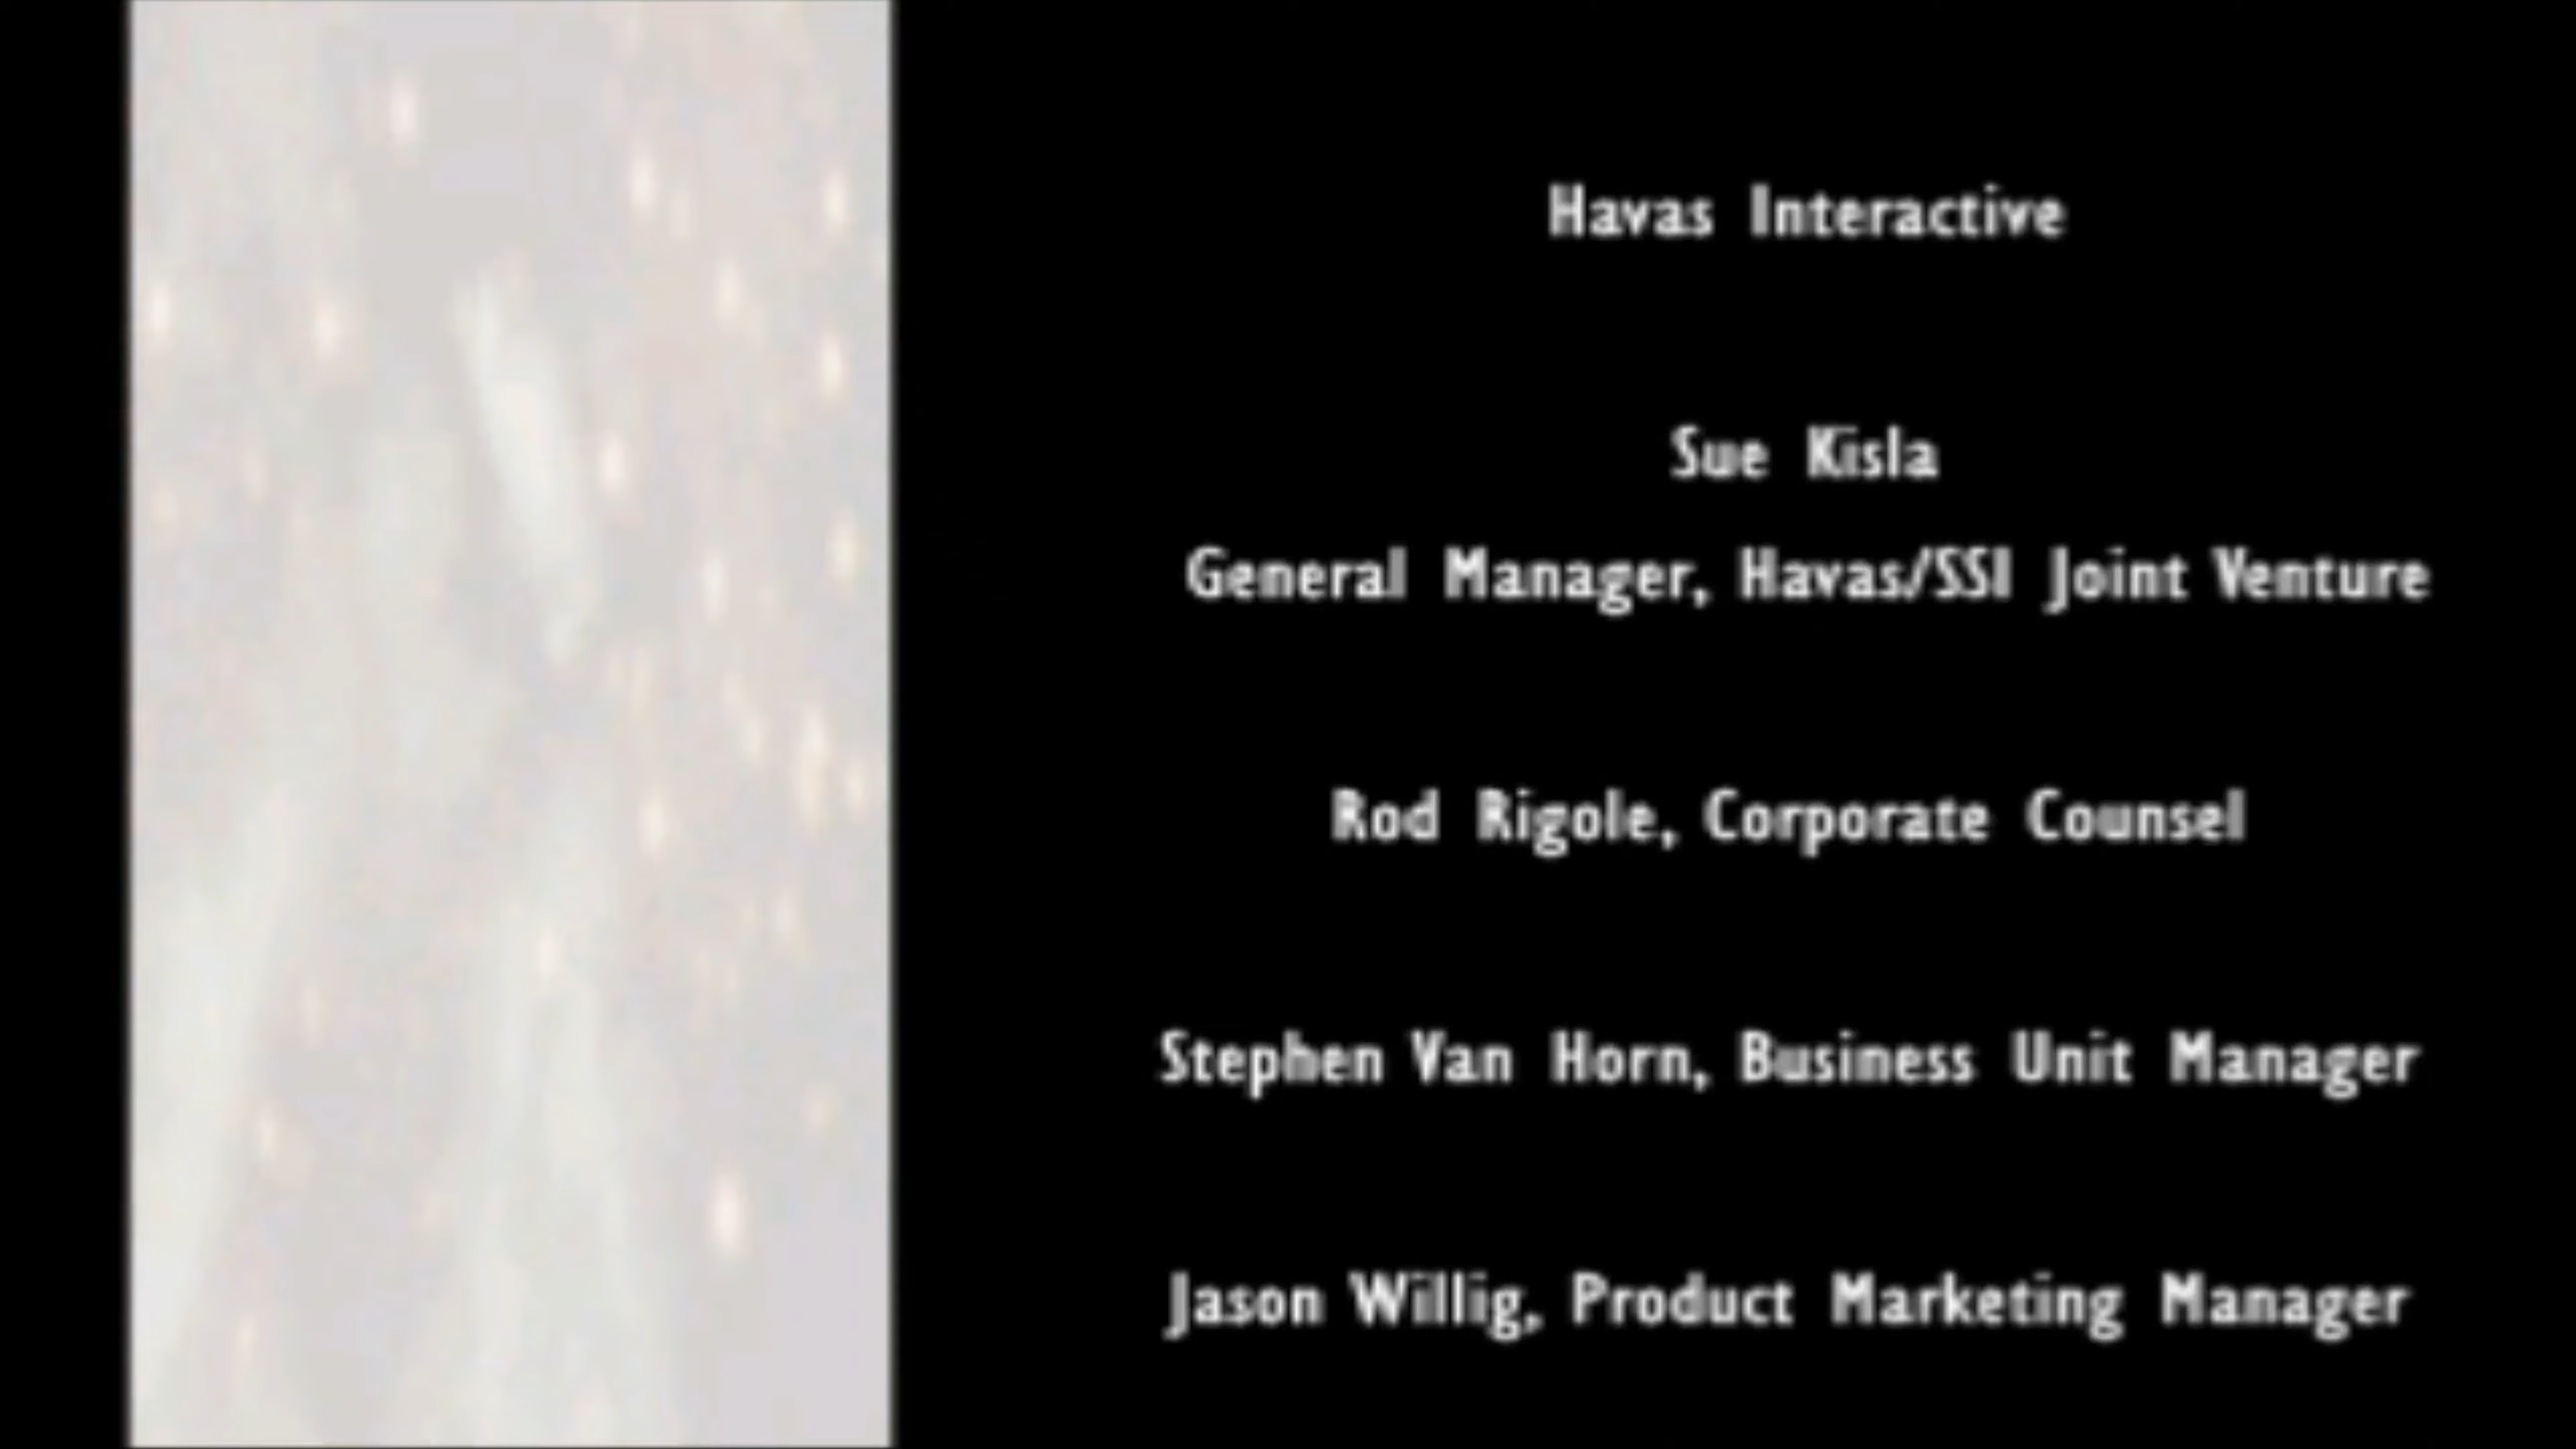 Havas Interactive
Sue Kisla
General Manager, Havas/SSI Joint Venture
Rod Rigole, Corporate Counsel
Stephen Van Horn, Business Unit Manager
Jason Willig, Product Marketing Manager